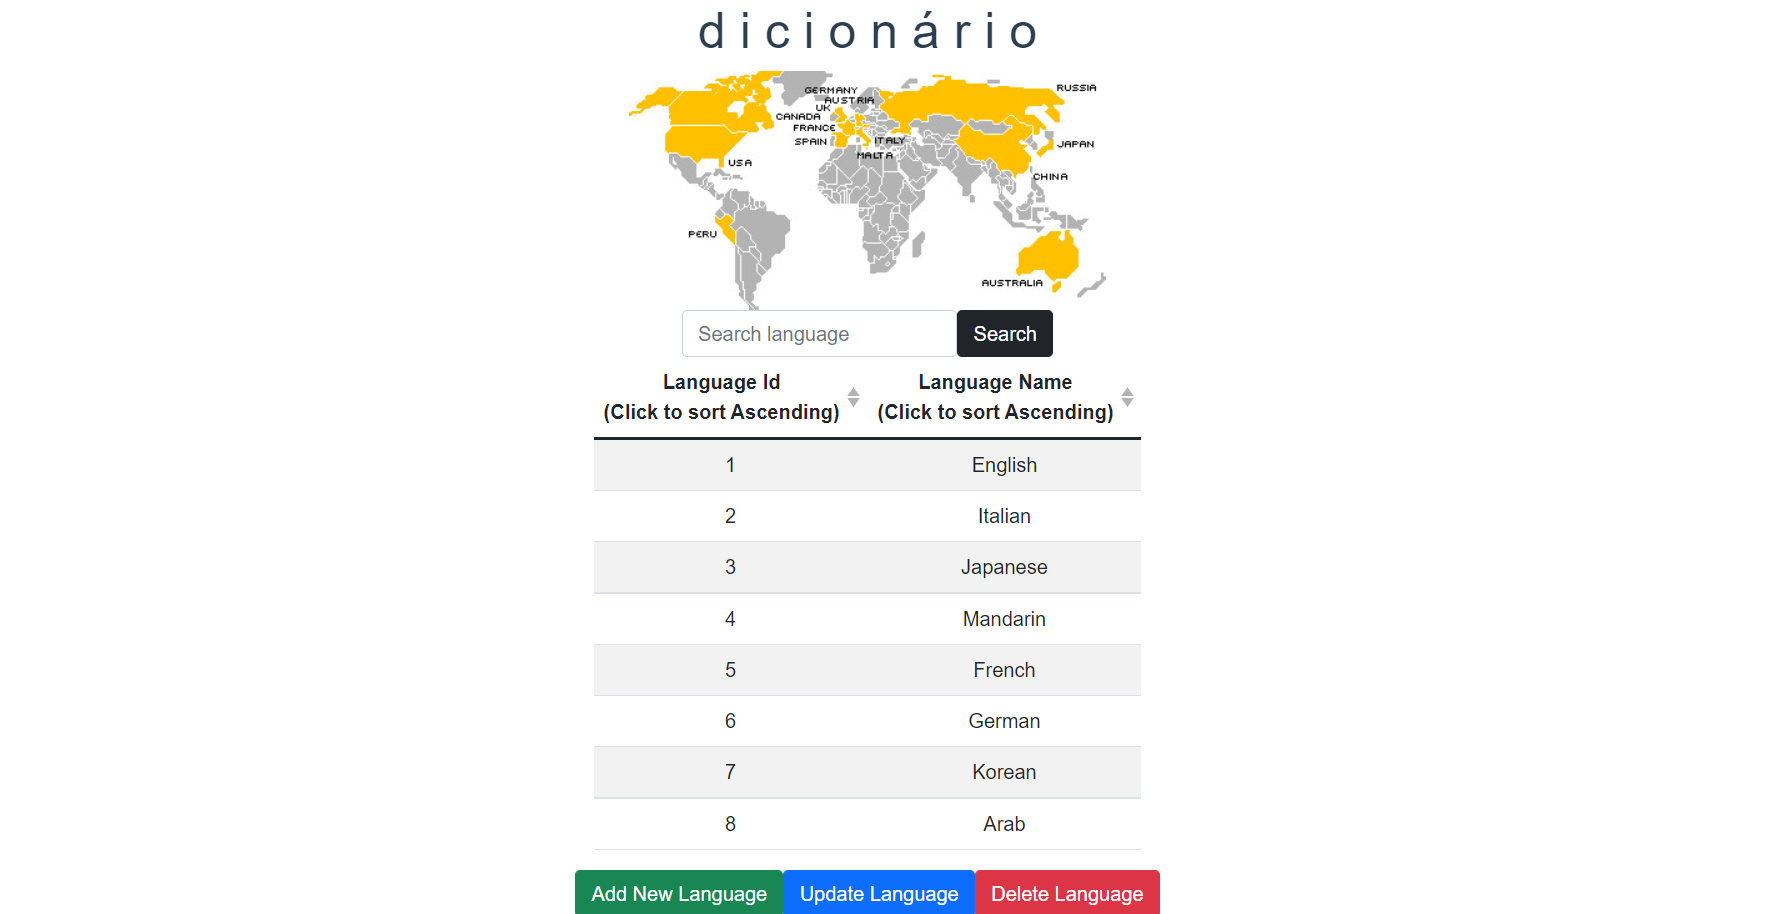 dicionário
GERMANY
RUSSIA
AUSTRIA
UK
CANADA
FRANCE
SPAIN
ITALY
JAPAN
MALTA
USA
CHINA
PERU
AUSTRALIA
Search language Search
Language Id Language Name
(Click to sort Ascending) (Click to sort Ascending)
1 English
2 Italian
3 Japanese
4 Mandarin
5 French
6 German
7 Korean
8 Arab
Add New Language Update Language Delete Language